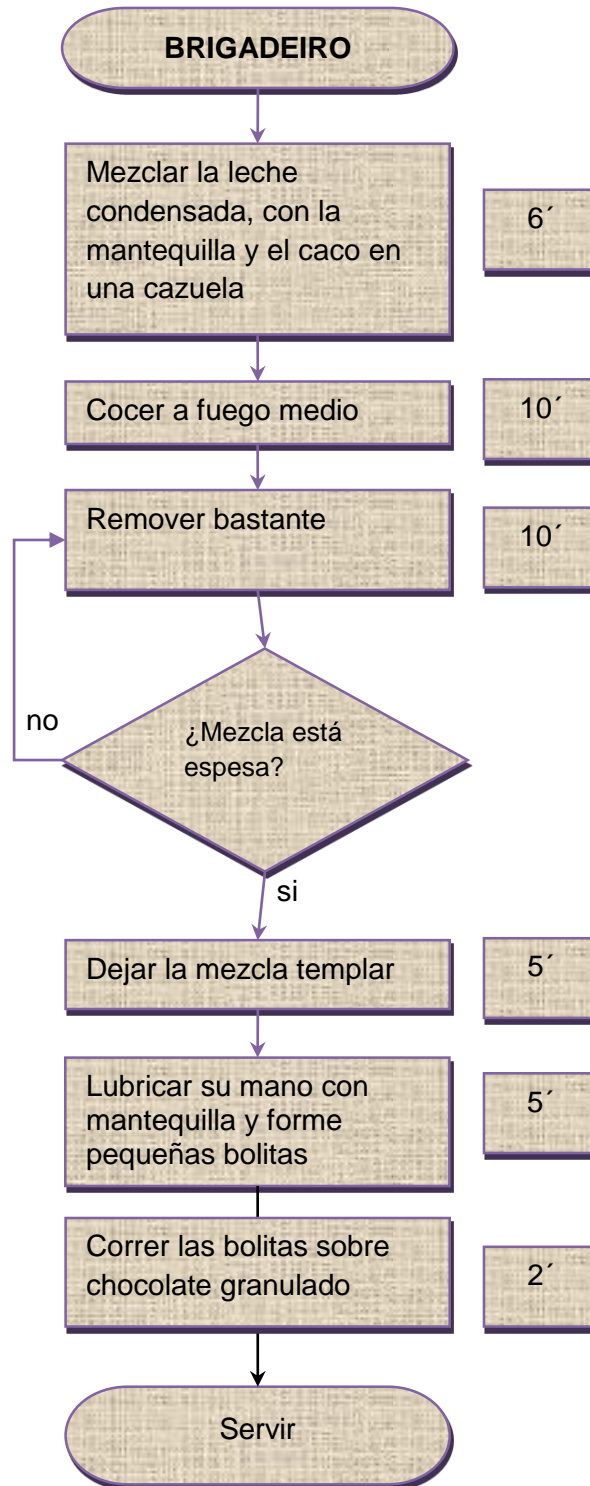 BRIGADEIRO
Mezclar la leche
condensada, con la
mantequilla y el caco en
una cazuela
6´
Cocer a fuego medio
10´
Remover bastante
10´
no
¿Mezcla está
espesa?
si
Dejar la mezcla templar
5´
Lubricar su mano con
mantequilla y forme
pequeñas bolitas
5´
Correr las bolitas sobre
chocolate granulado
2´
Servir